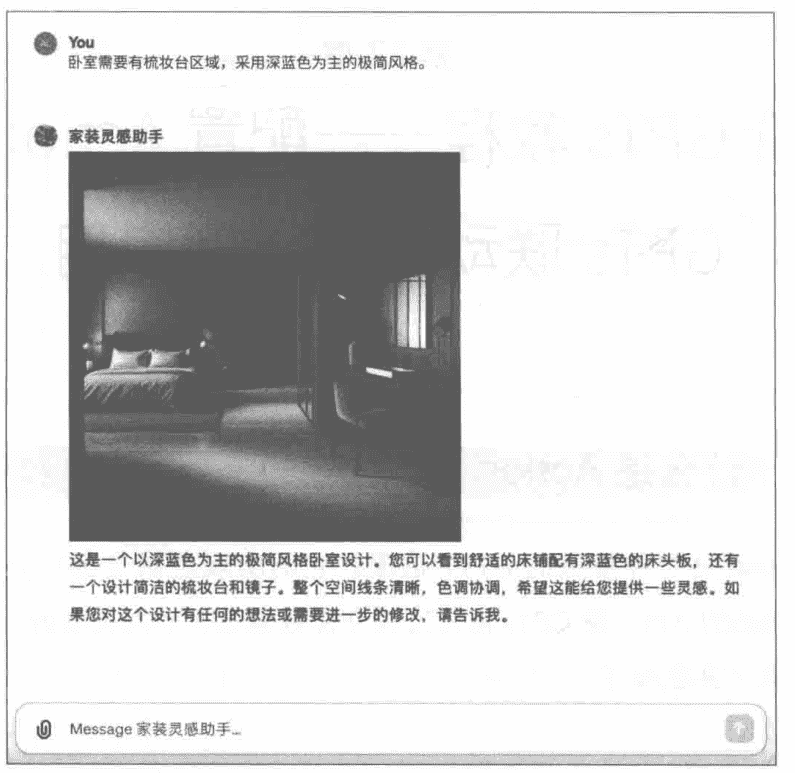 You
卧室需要有梳妆台区域，采用深蓝色为主的极简风格。
家装灵感助手
这是一个以深蓝色为主的极简风格卧室设计。您可以看到舒适的床铺配有深蓝色的床头板，还有
一个设计简洁的梳妆台和镜子。整个空间线条清晰，色调协调，希望这能给您提供一些灵感。如
果您对这个设计有任何的想法或需要进一步的修改，请告诉我。
Message 家装灵感助手…